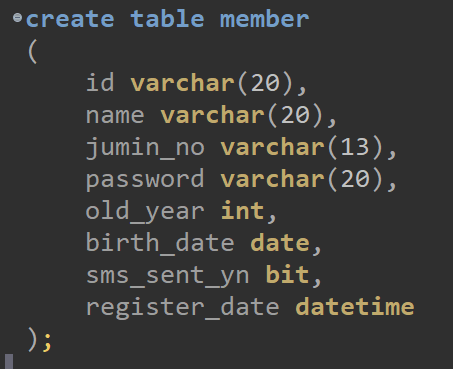 create table member
(
id varchar(20),
name varchar(20),
jumin_no varchar(13),
password varchar(20),
old_year int,
birth_date date,
sms_sent_yn bit,
register_date datetime
);